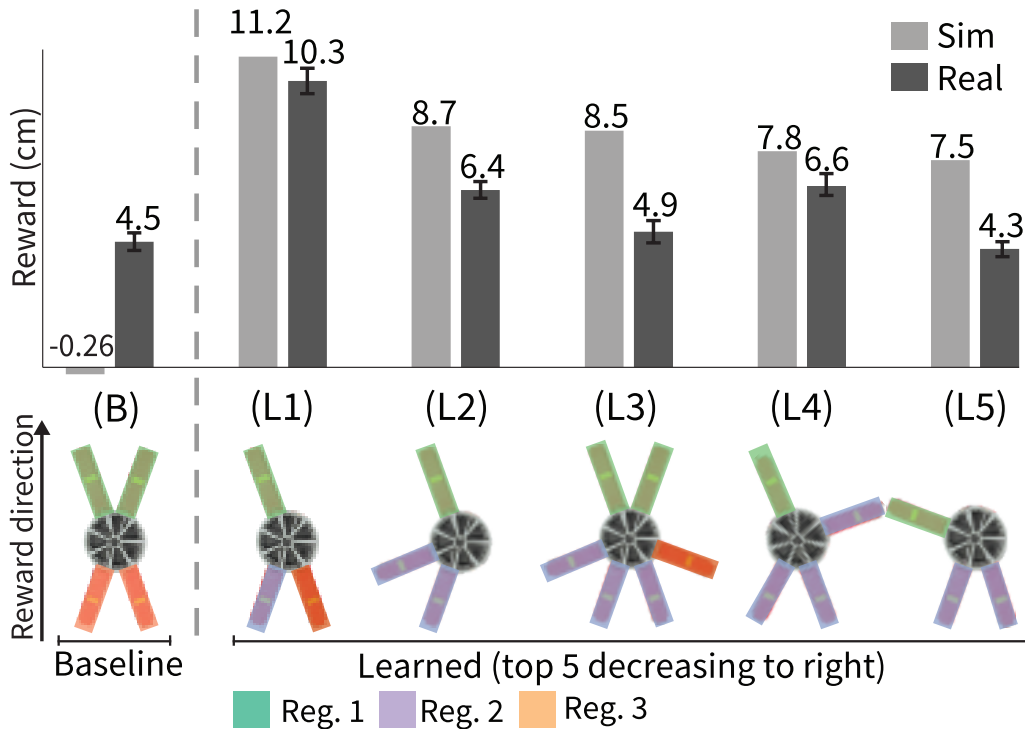 Sim
Real
Reward (cm)
-0.26
4.5
11.2
10.3
8.7
6.4
8.5
4.9
7.8
6.6
7.5
4.3
(B)
(L1)
(L2)
(L3)
(L4)
(L5)
Reward direction
Baseline
Learned (top 5 decreasing to right)
Reg. 1
Reg. 2
Reg. 3